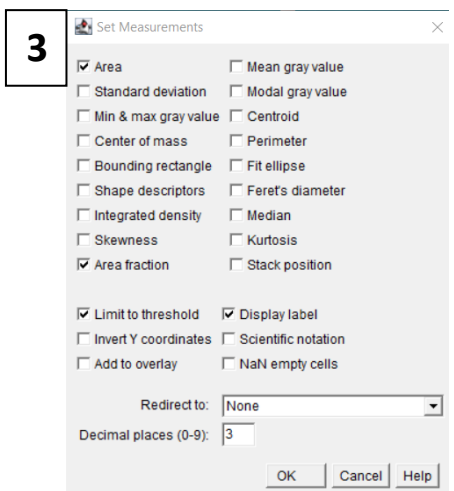 3
Set Measurements
Area Mean gray value
Standard deviation Modal gray value
Min & max gray value Centroid
Center of mass Perimeter
Bounding rectangle Fit ellipse
Shape descriptors Feret's diameter
Integrated density Median
Skewness Kurtosis
Area fraction Stack position
Limit to threshold Display label
Invert Y coordinates Scientific notation
Add to overlay NaN empty cells
Redirect to: None
Decimal places (0-9): 3
OK Cancel Help